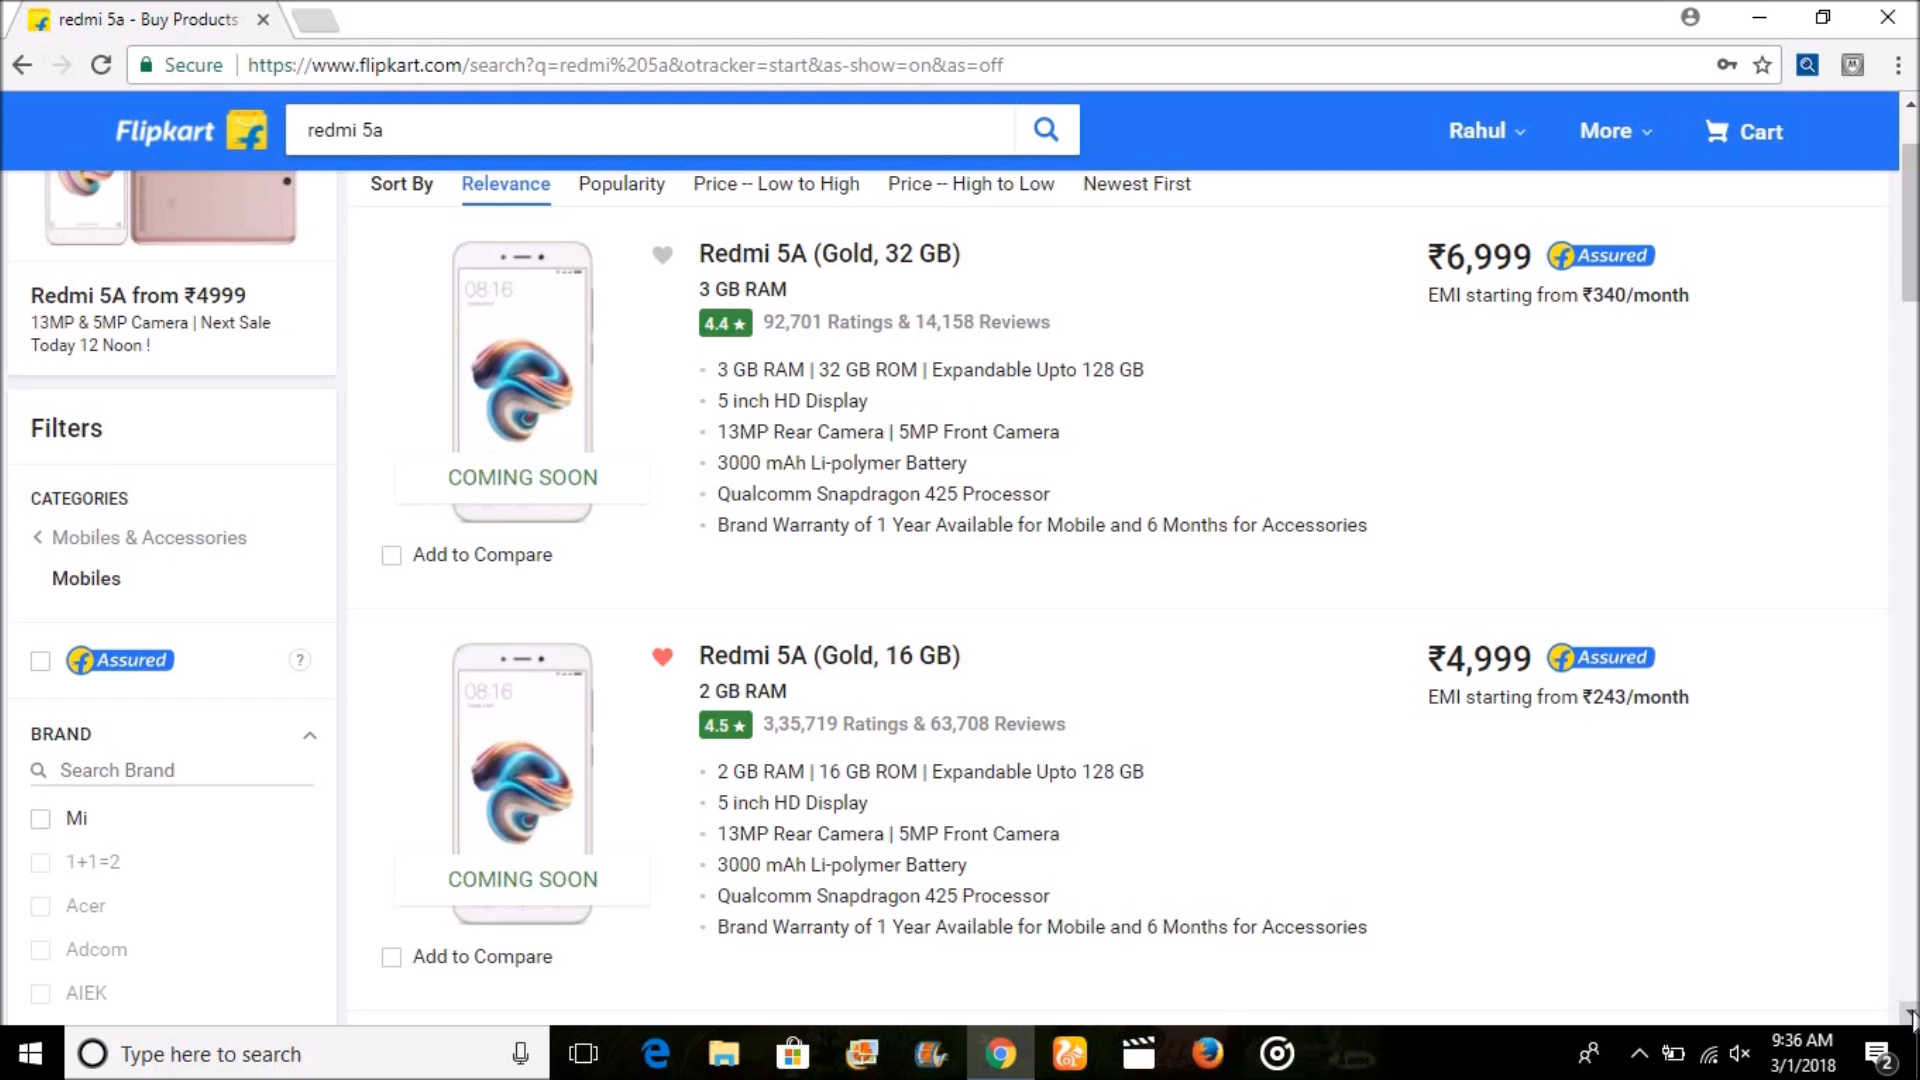 redmi 5a - Buy Products
Secure
https://www.flipkart.com/search?q=redmi%205a&otracker=start&as-show=on&as=off
Flipkart
redmi 5a
Rahul
More
Cart
Sort By
Relevance
Popularity
Price -- Low to High
Price -- High to Low
Newest First
Redmi 5A from ₹4999
13MP & 5MP Camera | Next Sale
Today 12 Noon !
Filters
CATEGORIES
Mobiles & Accessories
Mobiles
Assured
?
BRAND
Search Brand
Mi
1+1=2
Acer
Adcom
AIEK
08:16
COMING SOON
Add to Compare
Redmi 5A (Gold, 32 GB)
3 GB RAM
4.4 ★ 92,701 Ratings & 14,158 Reviews
3 GB RAM | 32 GB ROM | Expandable Upto 128 GB
5 inch HD Display
13MP Rear Camera | 5MP Front Camera
3000 mAh Li-polymer Battery
Qualcomm Snapdragon 425 Processor
Brand Warranty of 1 Year Available for Mobile and 6 Months for Accessories
₹6,999 Assured
EMI starting from ₹340/month
08:16
COMING SOON
Add to Compare
Redmi 5A (Gold, 16 GB)
2 GB RAM
4.5 ★ 3,35,719 Ratings & 63,708 Reviews
2 GB RAM | 16 GB ROM | Expandable Upto 128 GB
5 inch HD Display
13MP Rear Camera | 5MP Front Camera
3000 mAh Li-polymer Battery
Qualcomm Snapdragon 425 Processor
Brand Warranty of 1 Year Available for Mobile and 6 Months for Accessories
₹4,999 Assured
EMI starting from ₹243/month
Type here to search
9:36 AM
3/1/2018
2